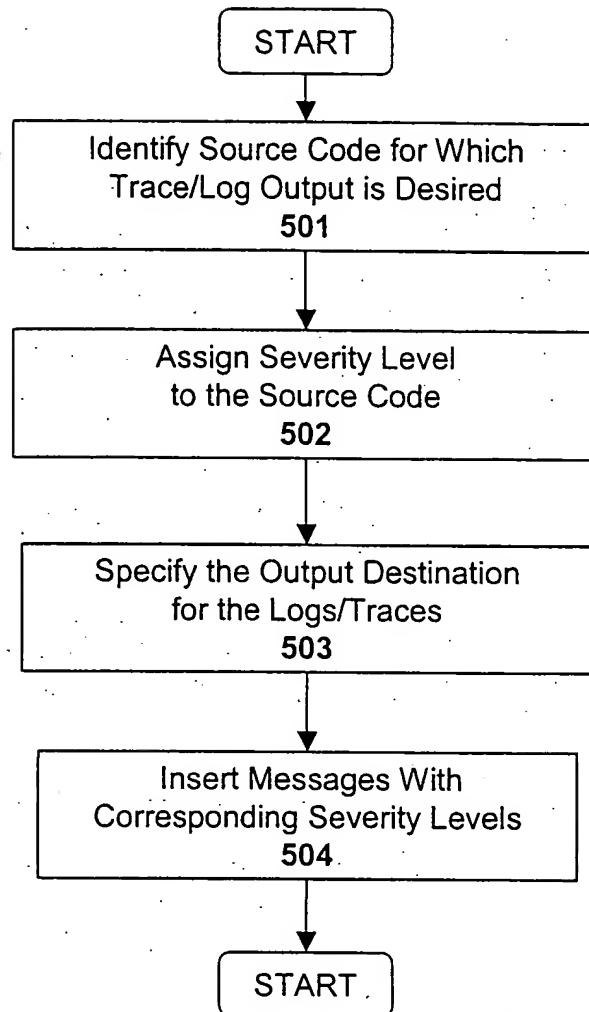 START
Identify Source Code for Which
Trace/Log Output is Desired
501
Assign Severity Level
to the Source Code
502
Specify the Output Destination
for the Logs/Traces
503
Insert Messages With
Corresponding Severity Levels
504
START